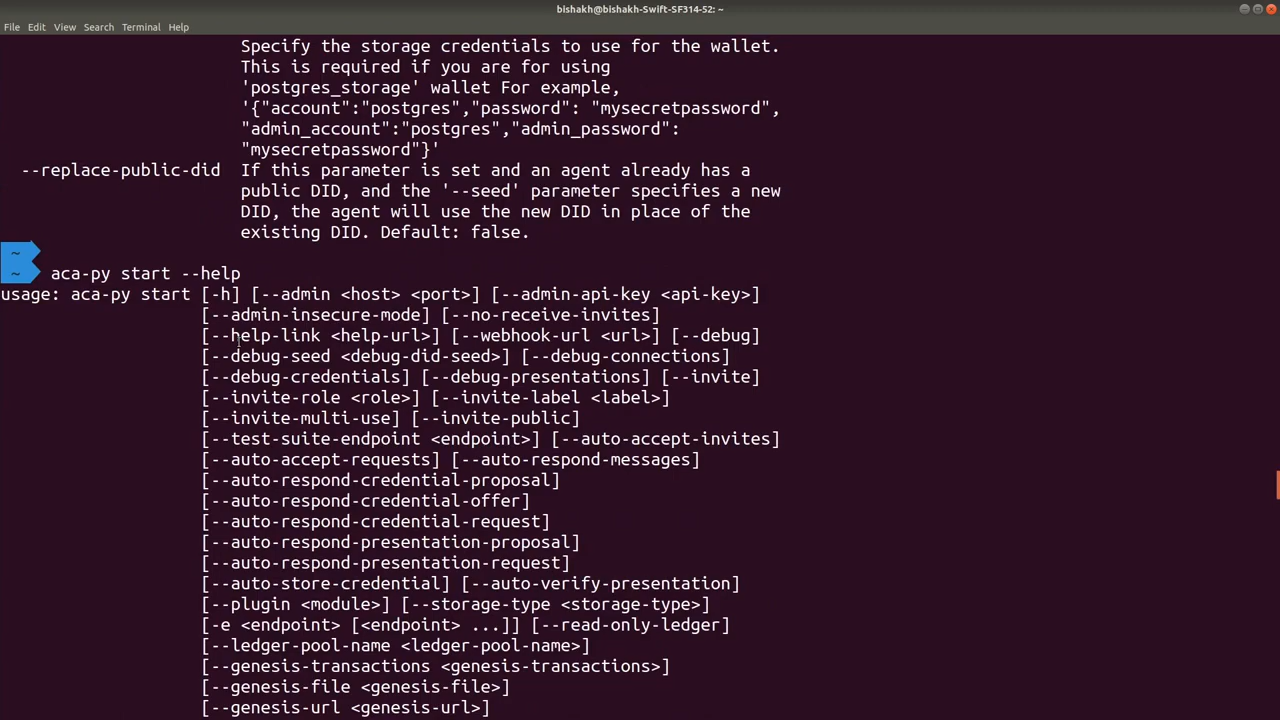 bishakh@bishakh-Swift-SF314-52: ~
File Edit View Search Terminal Help
Specify the storage credentials to use for the wallet.
This is required if you are for using
'postgres_storage' wallet For example,
'{"account":"postgres","password": "mysecretpassword",
"admin_account":"postgres","admin_password":
"mysecretpassword"}'
--replace-public-did If this parameter is set and an agent already has a
public DID, and the '--seed' parameter specifies a new
DID, the agent will use the new DID in place of the
existing DID. Default: false.
~
~ aca-py start --help
usage: aca-py start [-h] [--admin <host> <port>] [--admin-api-key <api-key>]
[--admin-insecure-mode] [--no-receive-invites]
[--help-link <help-url>] [--webhook-url <url>] [--debug]
[--debug-seed <debug-did-seed>] [--debug-connections]
[--debug-credentials] [--debug-presentations] [--invite]
[--invite-role <role>] [--invite-label <label>]
[--invite-multi-use] [--invite-public]
[--test-suite-endpoint <endpoint>] [--auto-accept-invites]
[--auto-accept-requests] [--auto-respond-messages]
[--auto-respond-credential-proposal]
[--auto-respond-credential-offer]
[--auto-respond-credential-request]
[--auto-respond-presentation-proposal]
[--auto-respond-presentation-request]
[--auto-store-credential] [--auto-verify-presentation]
[--plugin <module>] [--storage-type <storage-type>]
[-e <endpoint> [<endpoint> ...]] [--read-only-ledger]
[--ledger-pool-name <ledger-pool-name>]
[--genesis-transactions <genesis-transactions>]
[--genesis-file <genesis-file>]
[--genesis-url <genesis-url>]